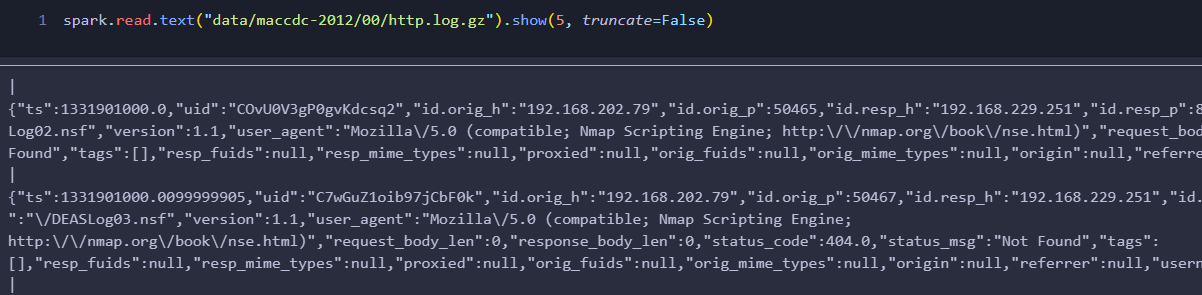 1 spark.read.text("data/maccdc-2012/00/http.log.gz").show(5, truncate=False)
|
{"ts":1331901000.0,"uid":"COvU0V3gP0gvKdcsq2","id.orig_h":"192.168.202.79","id.orig_p":50465,"id.resp_h":"192.168.229.251","id.resp_p":8
Log02.nsf","version":1.1,"user_agent":"Mozilla\/5.0 (compatible; Nmap Scripting Engine; http:\/\/nmap.org\/book\/nse.html)","request_bod
Found","tags":[],"resp_fuids":null,"resp_mime_types":null,"proxied":null,"orig_fuids":null,"orig_mime_types":null,"origin":null,"referre
|
{"ts":1331901000.0099999905,"uid":"C7wGuZ1oib97jCbF0k","id.orig_h":"192.168.202.79","id.orig_p":50467,"id.resp_h":"192.168.229.251","id.
":"\/DEASLog03.nsf","version":1.1,"user_agent":"Mozilla\/5.0 (compatible; Nmap Scripting Engine;
http:\/\/nmap.org\/book\/nse.html)","request_body_len":0,"response_body_len":0,"status_code":404.0,"status_msg":"Not Found","tags":
[],"resp_fuids":null,"resp_mime_types":null,"proxied":null,"orig_fuids":null,"orig_mime_types":null,"origin":null,"referrer":null,"usern
|